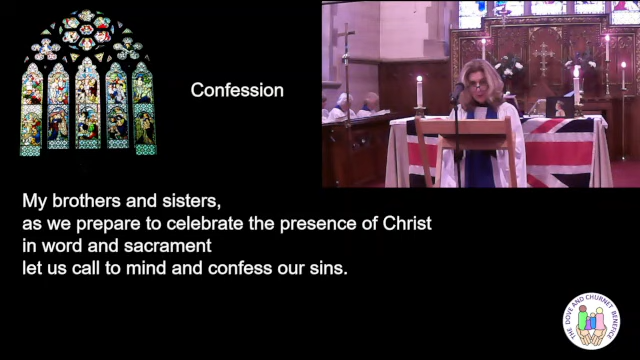 Confession
My brothers and sisters,
as we prepare to celebrate the presence of Christ
in word and sacrament
let us call to mind and confess our sins.
THE DOVE AND CHURNET BENEFICE